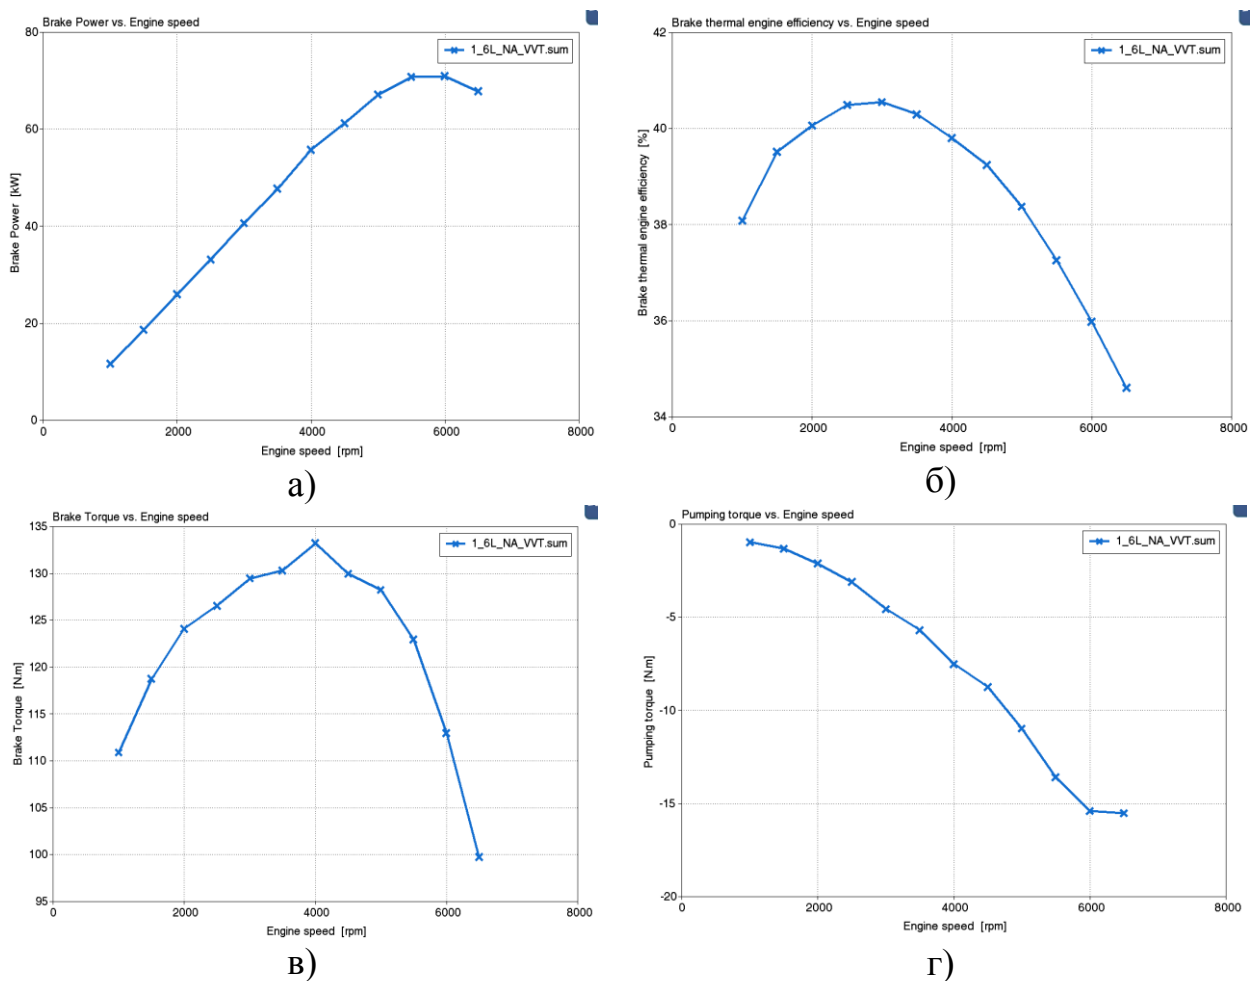 Brake Power vs. Engine speed
1_6L_NA_VVT.sum
80
60
40
20
0
Brake Power [kW]
0 2000 4000 6000 8000
Engine speed [rpm]
а)
Brake thermal engine efficiency vs. Engine speed
1_6L_NA_VVT.sum
42
40
38
36
34
Brake thermal engine efficiency [%]
0 2000 4000 6000 8000
Engine speed [rpm]
б)
Brake Torque vs. Engine speed
1_6L_NA_VVT.sum
135
130
125
120
115
110
105
100
95
Brake Torque [N.m]
0 2000 4000 6000 8000
Engine speed [rpm]
в)
Pumping torque vs. Engine speed
1_6L_NA_VVT.sum
0
-5
-10
-15
-20
Pumping torque [N.m]
0 2000 4000 6000 8000
Engine speed [rpm]
г)